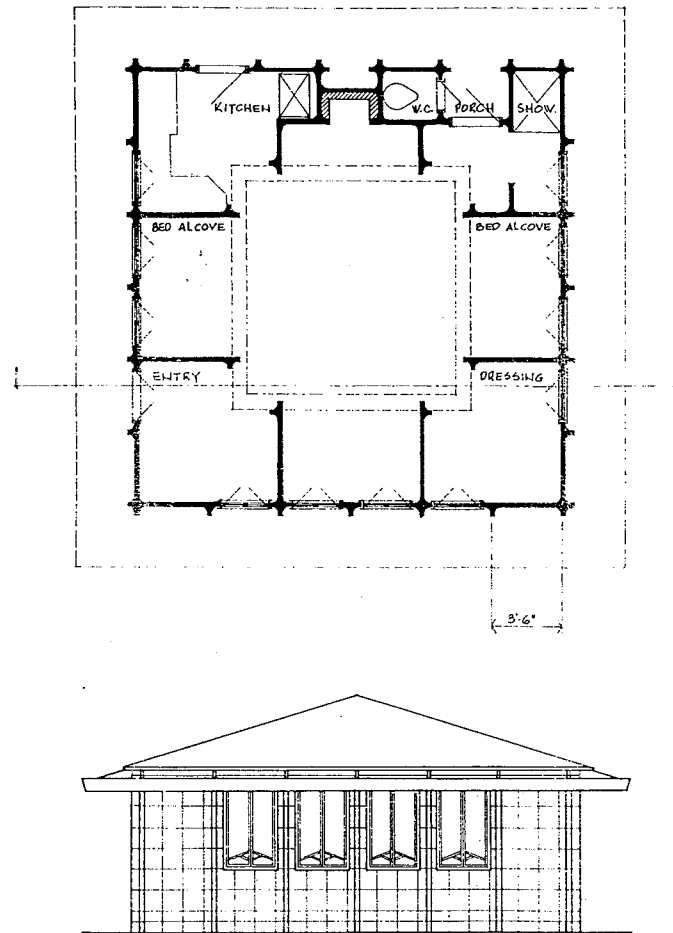 KITCHEN
W.C.
PORCH
SHOW.
BED ALCOVE
BED ALCOVE
ENTRY
DRESSING
3'-6"